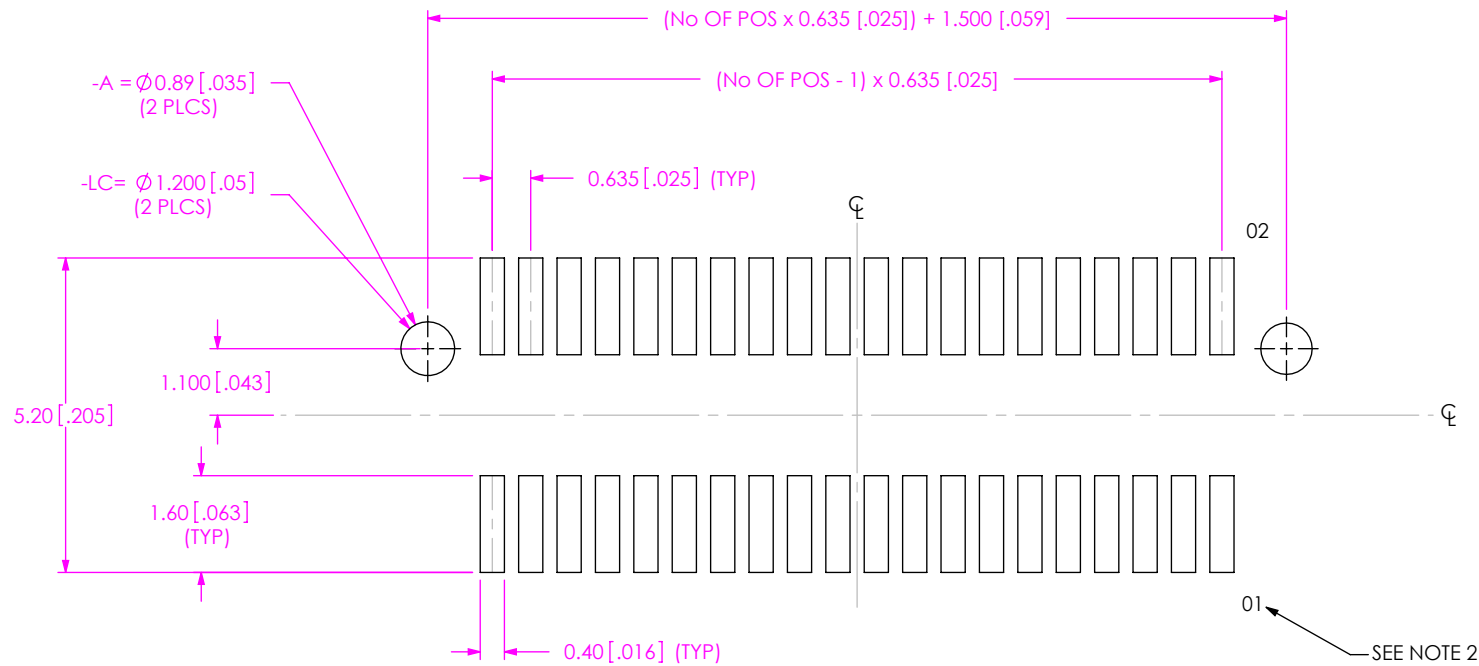 (No OF POS x 0.635 [.025]) + 1.500 [.059]
-A = Ø0.89 [.035]
(2 PLCS)
(No OF POS - 1) x 0.635 [.025]
-LC= Ø1.200 [.05]
(2 PLCS)
0.635 [.025] (TYP)
℄
02
1.100 [.043]
5.20 [.205]
℄
1.60 [.063]
(TYP)
01
0.40 [.016] (TYP)
SEE NOTE 2